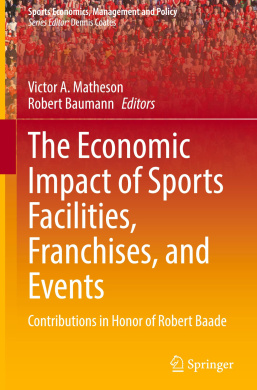 Sports Economics, Management and Policy
Series Editor: Dennis Coates
Victor A. Matheson
Robert Baumann Editors
The Economic
Impact of Sports
Facilities,
Franchises, and
Events
Contributions in Honor of Robert Baade
Springer